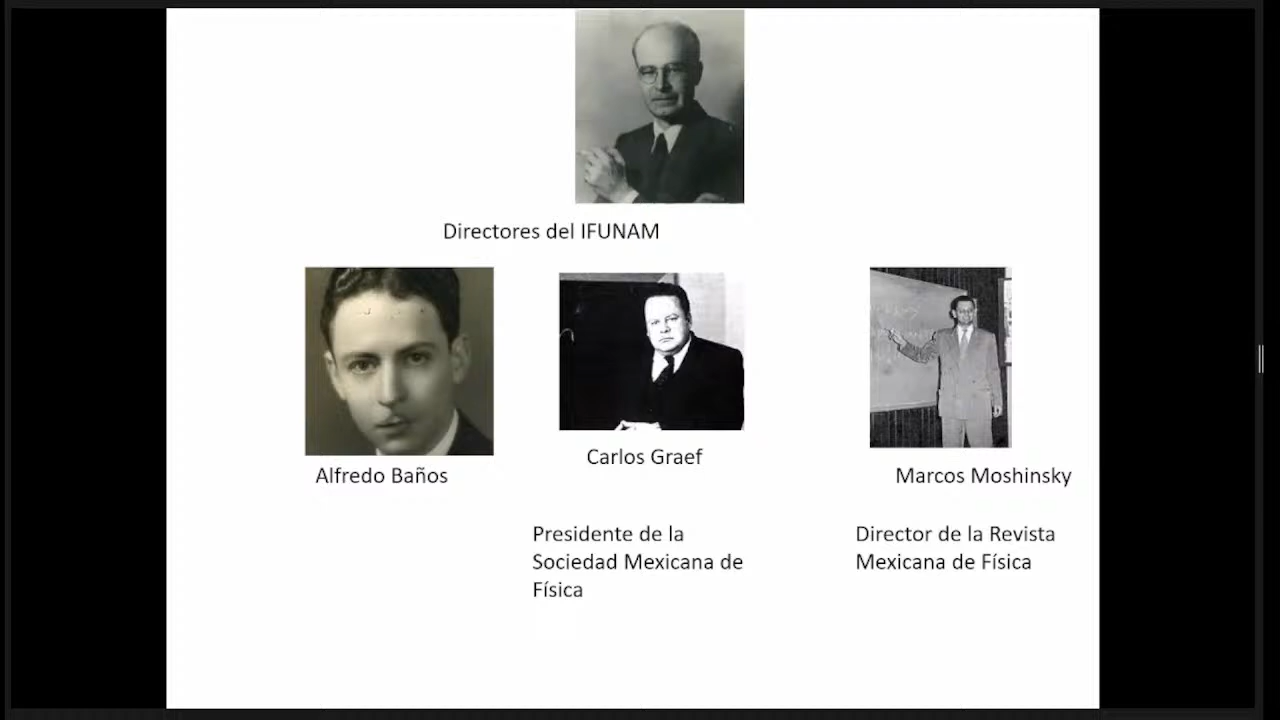 Directores del IFUNAM
Alfredo Baños
Carlos Graef
Marcos Moshinsky
Presidente de la
Sociedad Mexicana de
Física
Director de la Revista
Mexicana de Física